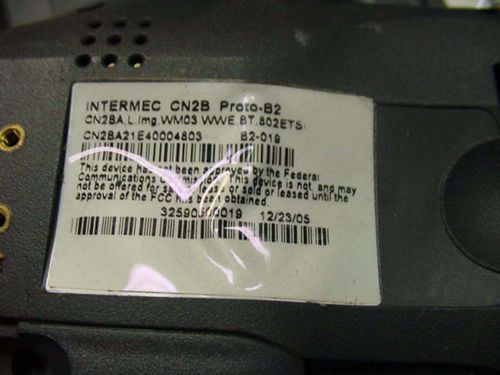 INTERMEC CN2B Proto-B2
CN2BA,L.Img,WM03 WWE,BT,802ETSI
CN2BA21E40004803 B2-019
This device has not been approved by the Federal
Communications Commission. This device is not, and may
not be offered for sale or lease, or sold or leased until the
approval of the FCC has been obtained.
32590500019 12/23/05